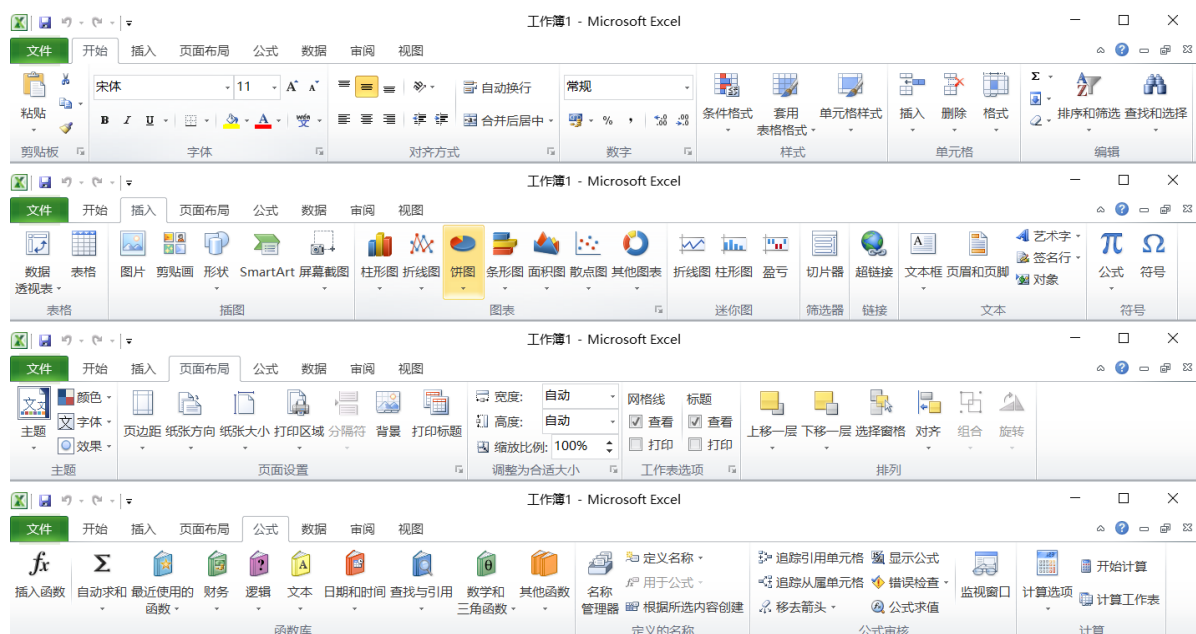 工作簿1 - Microsoft Excel
文件 开始 插入 页面布局 公式 数据 审阅 视图
宋体 11 自动换行 常规
粘贴 条件格式 套用 单元格样式 插入 删除 格式 排序和筛选 查找和选择
B I U 合并后居中 % , 表格格式
剪贴板 字体 对齐方式 数字 样式 单元格 编辑
工作簿1 - Microsoft Excel
文件 开始 插入 页面布局 公式 数据 审阅 视图
艺术字
数据 表格 图片 剪贴画 形状 SmartArt 屏幕截图 柱形图 折线图 饼图 条形图 面积图 散点图 其他图表 折线图 柱形图 盈亏 切片器 超链接 文本框 页眉和页脚 签名行 公式 符号
透视表 对象
表格 插图 图表 迷你图 筛选器 链接 文本 符号
工作簿1 - Microsoft Excel
文件 开始 插入 页面布局 公式 数据 审阅 视图
颜色 宽度: 自动 网格线 标题
字体 高度: 自动 查看 查看
主题 页边距 纸张方向 纸张大小 打印区域 分隔符 背景 打印标题 上移一层 下移一层 选择窗格 对齐 组合 旋转
效果 缩放比例: 100% 打印 打印
主题 页面设置 调整为合适大小 工作表选项 排列
工作簿1 - Microsoft Excel
文件 开始 插入 页面布局 公式 数据 审阅 视图
fx Σ ? A θ 定义名称 追踪引用单元格 显示公式 开始计算
插入函数 自动求和 最近使用的 财务 逻辑 文本 日期和时间 查找与引用 数学和 其他函数 名称 用于公式 追踪从属单元格 错误检查 监视窗口 计算选项 计算工作表
函数 三角函数 管理器 根据所选内容创建 移去箭头 公式求值
函数库 定义的名称 公式审核 计算